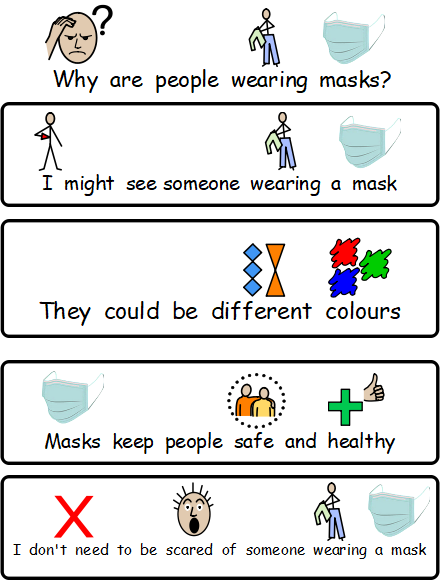 Why are people wearing masks?
I might see someone wearing a mask
They could be different colours
Masks keep people safe and healthy
I don't need to be scared of someone wearing a mask